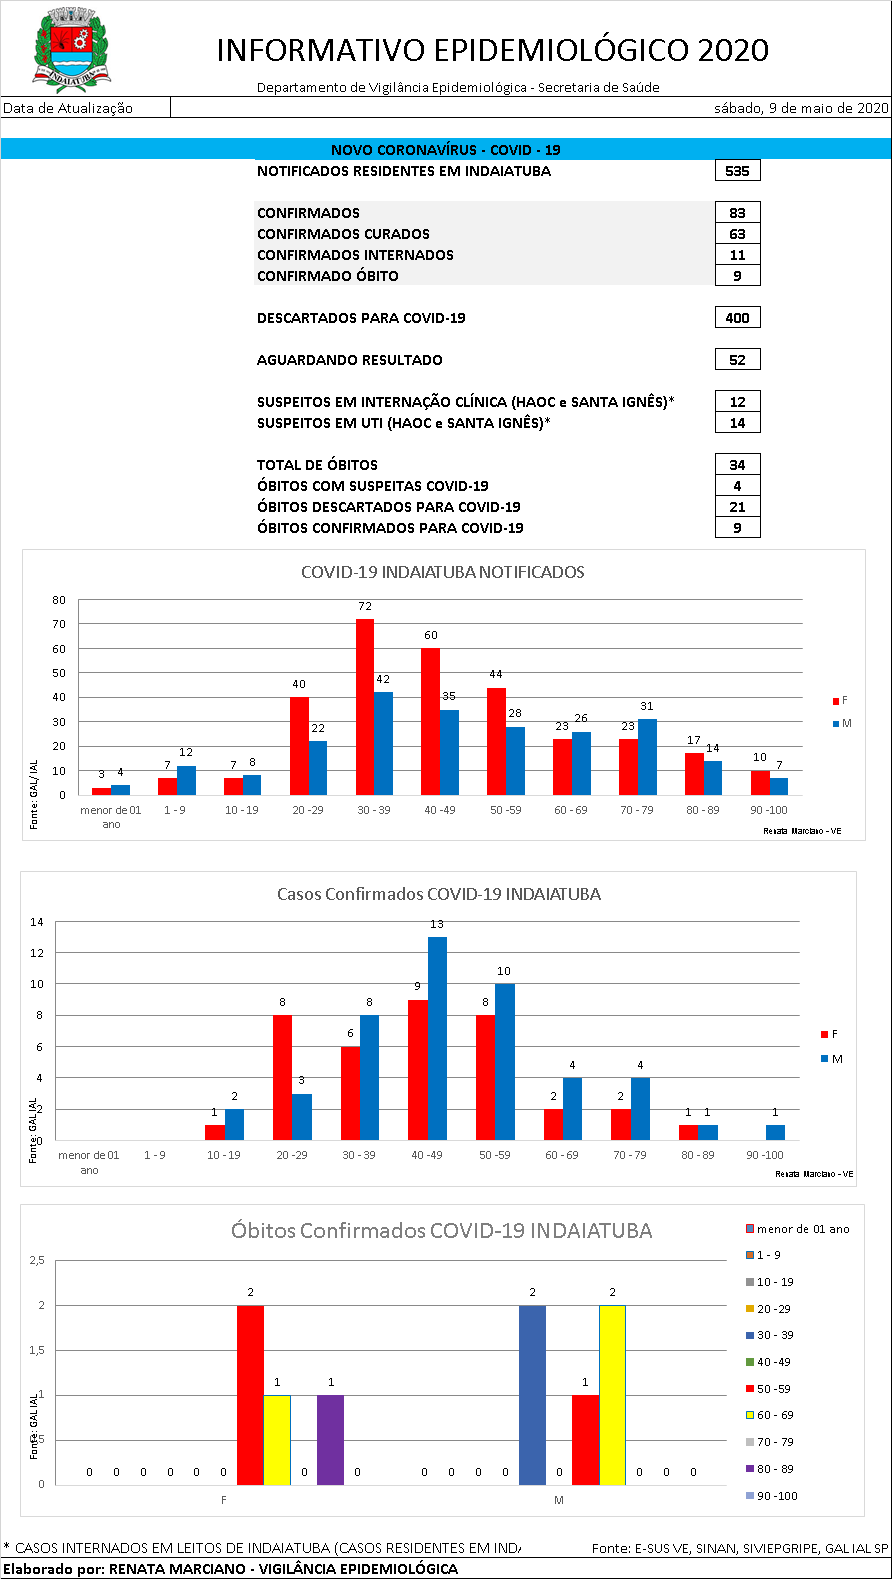 INDAIATUBA
INFORMATIVO EPIDEMIOLÓGICO 2020
Departamento de Vigilância Epidemiológica - Secretaria de Saúde
Data de Atualização sábado, 9 de maio de 2020
NOVO CORONAVÍRUS - COVID - 19
NOTIFICADOS RESIDENTES EM INDAIATUBA 535
CONFIRMADOS 83
CONFIRMADOS CURADOS 63
CONFIRMADOS INTERNADOS 11
CONFIRMADO ÓBITO 9
DESCARTADOS PARA COVID-19 400
AGUARDANDO RESULTADO 52
SUSPEITOS EM INTERNAÇÃO CLÍNICA (HAOC e SANTA IGNÊS)* 12
SUSPEITOS EM UTI (HAOC e SANTA IGNÊS)* 14
TOTAL DE ÓBITOS 34
ÓBITOS COM SUSPEITAS COVID-19 4
ÓBITOS DESCARTADOS PARA COVID-19 21
ÓBITOS CONFIRMADOS PARA COVID-19 9
COVID-19 INDAIATUBA NOTIFICADOS
80
70
60
50
40
30
20
10
0
3 4 7 12 7 8 40 22 72 42 60 35 44 28 23 26 23 31 17 14 10 7
F
M
menor de 01 ano 1 - 9 10 - 19 20 -29 30 - 39 40 -49 50 -59 60 - 69 70 - 79 80 - 89 90 -100
Fonte: GAL/ IAL
Renata Marciano - VE
Casos Confirmados COVID-19 INDAIATUBA
14
12
10
8
6
4
2
0
1 2 8 3 6 8 9 13 8 10 2 4 2 4 1 1 1
F
M
menor de 01 ano 1 - 9 10 - 19 20 -29 30 - 39 40 -49 50 -59 60 - 69 70 - 79 80 - 89 90 -100
Fonte: GAL IAL
Renata Marciano - VE
Óbitos Confirmados COVID-19 INDAIATUBA
2,5
2
1,5
1
0,5
0
0 0 0 0 0 0 2 1 0 1 0
0 0 0 0 2 0 1 2 0 0 0
F M
Fonte: GAL IAL
menor de 01 ano
1 - 9
10 - 19
20 -29
30 - 39
40 -49
50 -59
60 - 69
70 - 79
80 - 89
90 -100
* CASOS INTERNADOS EM LEITOS DE INDAIATUBA (CASOS RESIDENTES EM INDA Fonte: E-SUS VE, SINAN, SIVIEPGRIPE, GAL IAL SP
Elaborado por: RENATA MARCIANO - VIGILÂNCIA EPIDEMIOLÓGICA